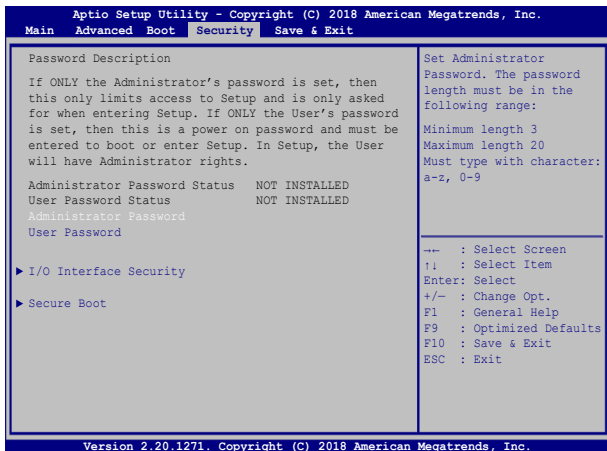 Aptio Setup Utility - Copyright (C) 2018 American Megatrends, Inc.
Main Advanced Boot Security Save & Exit
Password Description
If ONLY the Administrator's password is set, then
this only limits access to Setup and is only asked
for when entering Setup. If ONLY the User's password
is set, then this is a power on password and must be
entered to boot or enter Setup. In Setup, the User
will have Administrator rights.
Administrator Password Status NOT INSTALLED
User Password Status NOT INSTALLED
Administrator Password
User Password
► I/O Interface Security
► Secure Boot
Set Administrator
Password. The password
length must be in the
following range:
Minimum length 3
Maximum length 20
Must type with character:
a-z, 0-9
→← : Select Screen
↑↓ : Select Item
Enter: Select
+/— : Change Opt.
F1 : General Help
F9 : Optimized Defaults
F10 : Save & Exit
ESC : Exit
Version 2.20.1271. Copyright (C) 2018 American Megatrends, Inc.